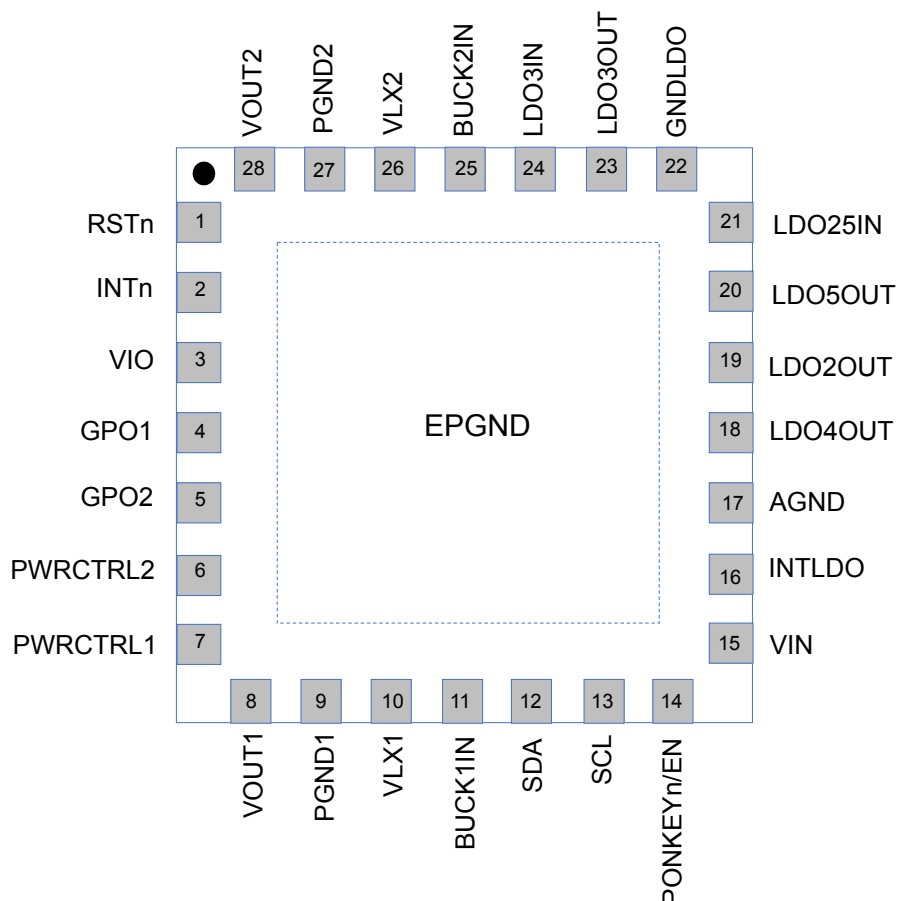 VOUT2
PGND2
VLX2
BUCK2IN
LDO3IN
LDO3OUT
GNDLDO
28
27
26
25
24
23
22
RSTn
1
21
LDO25IN
INTn
2
20
LDO5OUT
VIO
3
19
LDO2OUT
GPO1
4
EPGND
18
LDO4OUT
GPO2
5
17
AGND
PWRCTRL2
6
16
INTLDO
PWRCTRL1
7
15
VIN
8
9
10
11
12
13
14
VOUT1
PGND1
VLX1
BUCK1IN
SDA
SCL
PONKEYn/EN